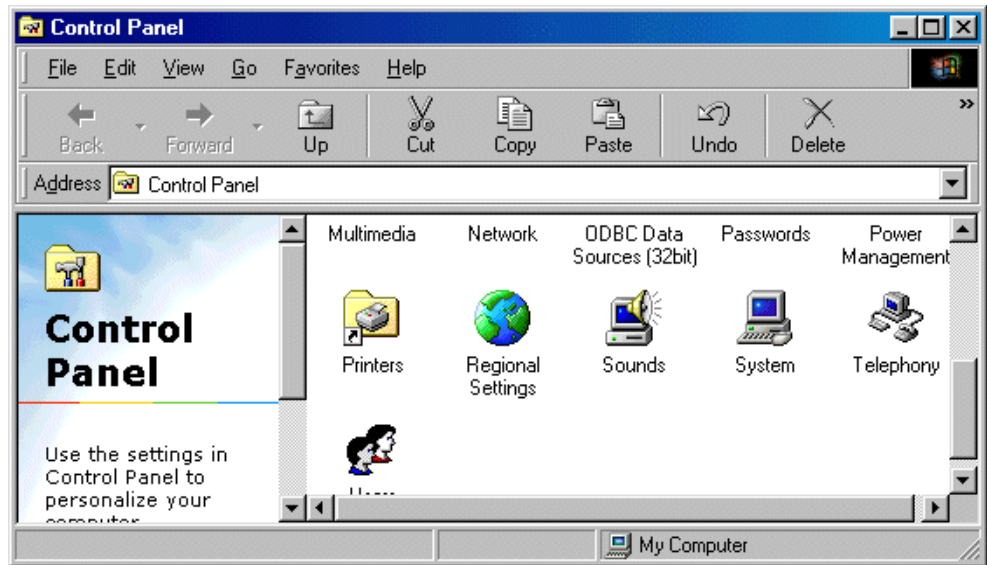 Control Panel
File Edit View Go Favorites Help
Back Forward Up Cut Copy Paste Undo Delete »
Address Control Panel
Control
Panel
Use the settings in
Control Panel to
personalize your
computer
Multimedia Network ODBC Data Passwords Power
Sources (32bit) Management
Printers Regional Sounds System Telephony
Settings
Users
My Computer